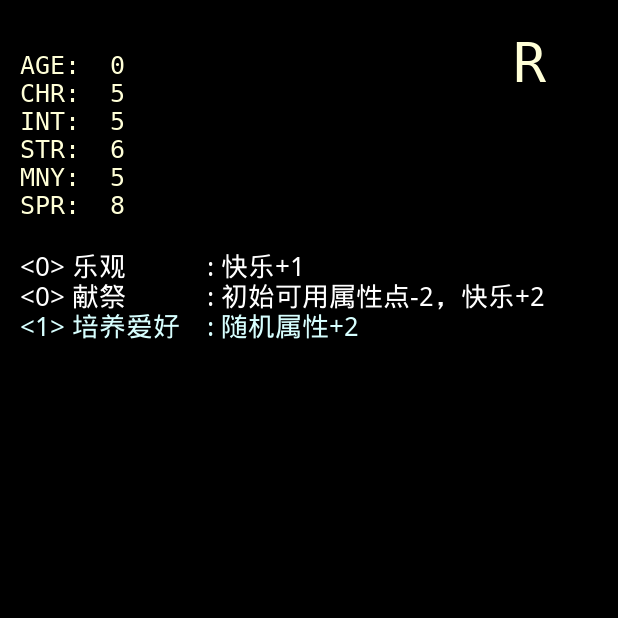 R
AGE: 0
CHR: 5
INT: 5
STR: 6
MNY: 5
SPR: 8
<0> 乐观 : 快乐+1
<0> 献祭 : 初始可用属性点-2，快乐+2
<1> 培养爱好 : 随机属性+2